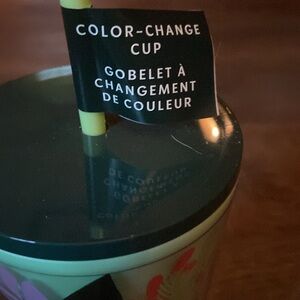 COLOR-CHANGE
CUP
GOBELET À
CHANGEMENT
DE COULEUR